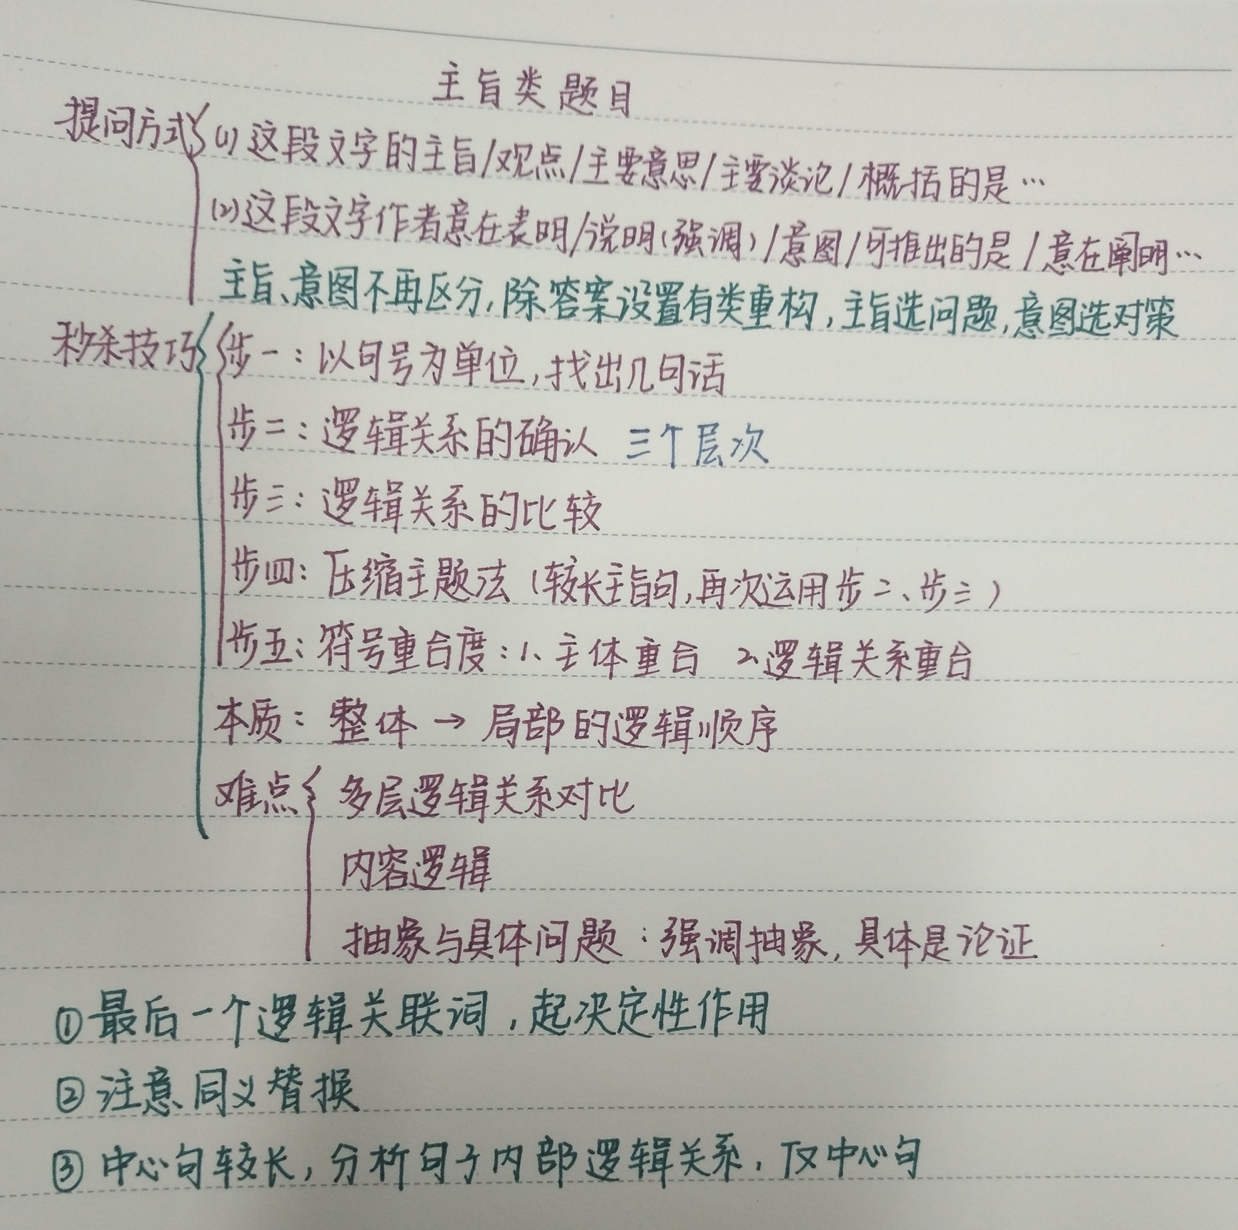 主旨类题目
提问方式 (1) 这段文字的主旨/观点/主要意思/主要谈论/概括的是…
(2) 这段文字作者意在表明/说明(强调)/意图/可推出的是/意在阐明…
主旨、意图不再区分,除答案设置有类重构,主旨选问题,意图选对策
秒杀技巧 步一:以句号为单位,找出几句话
步二:逻辑关系的确认 三个层次
步三:逻辑关系的比较
步四:压缩主题法(较长主旨句,再次运用步二、步三)
步五:符号重合度:1、主体重合 2、逻辑关系重合
本质:整体→局部的逻辑顺序
难点 多层逻辑关系对比
内容逻辑
抽象与具体问题:强调抽象,具体是论证
①最后一个逻辑关联词,起决定性作用
②注意同义替换
③中心句较长,分析句子内部逻辑关系,仅中心句